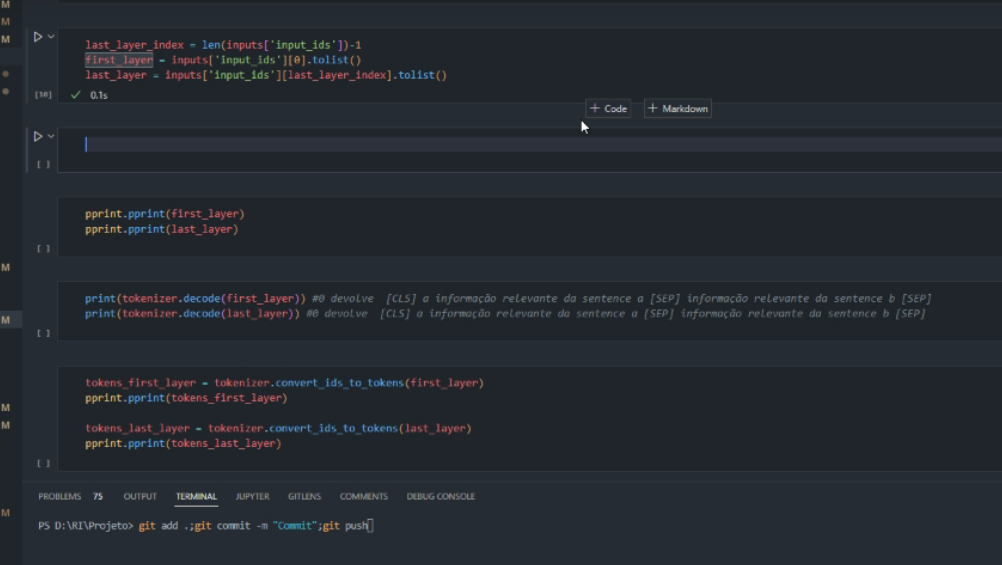 M
last_layer_index = len(inputs['input_ids'])-1
M
first_layer = inputs['input_ids'][0].tolist()
M
last_layer = inputs['input_ids'][last_layer_index].tolist()
[10] 0.1s
+ Code + Markdown
[ ]
pprint.pprint(first_layer)
pprint.pprint(last_layer)
[ ]
M
print(tokenizer.decode(first_layer)) #0 devolve [CLS] a informação relevante da sentence a [SEP] informação relevante da sentence b [SEP]
print(tokenizer.decode(last_layer)) #0 devolve [CLS] a informação relevante da sentence a [SEP] informação relevante da sentence b [SEP]
M
[ ]
tokens_first_layer = tokenizer.convert_ids_to_tokens(first_layer)
pprint.pprint(tokens_first_layer)
M
tokens_last_layer = tokenizer.convert_ids_to_tokens(last_layer)
M
pprint.pprint(tokens_last_layer)
[ ]
PROBLEMS 75 OUTPUT TERMINAL JUPYTER GITLENS COMMENTS DEBUG CONSOLE
M
PS D:\RI\Projeto> git add .;git commit -m "Commit";git push